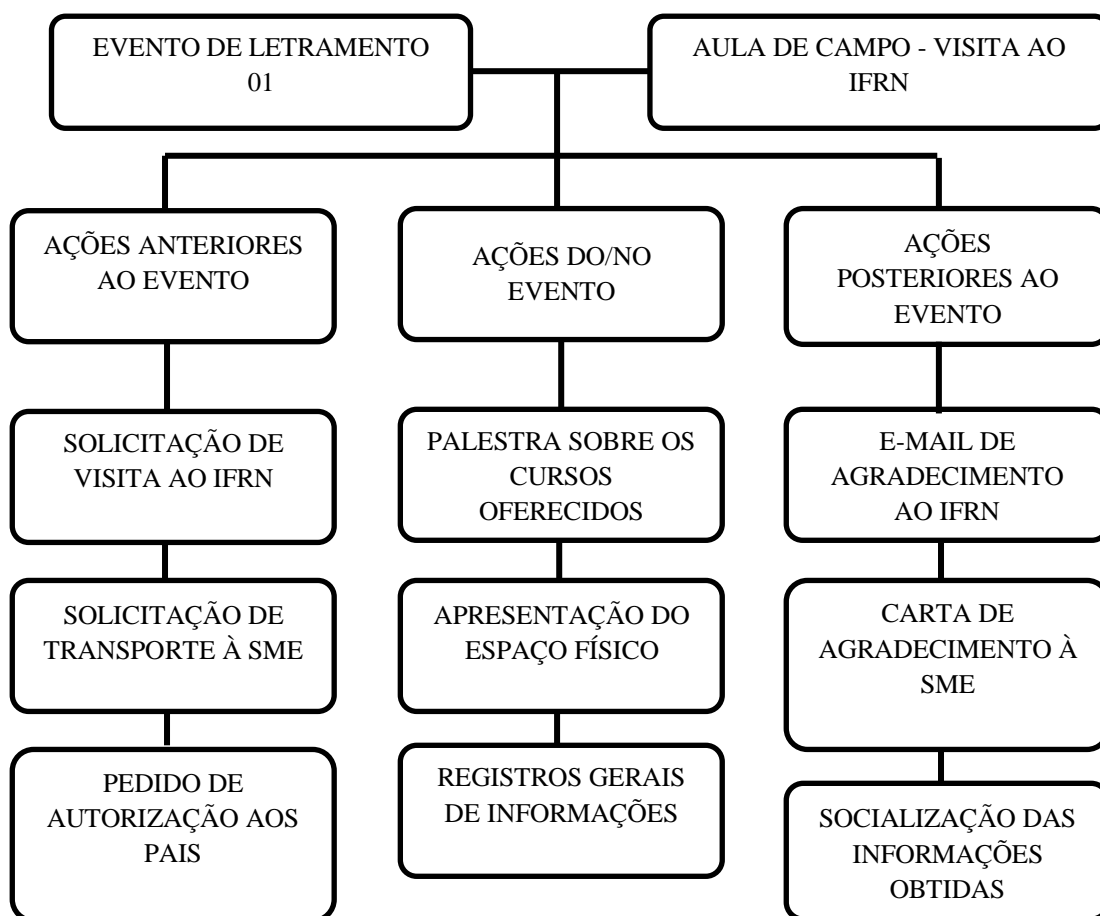 EVENTO DE LETRAMENTO
01
AULA DE CAMPO - VISITA AO
IFRN
AÇÕES ANTERIORES
AO EVENTO
AÇÕES DO/NO
EVENTO
AÇÕES
POSTERIORES AO
EVENTO
SOLICITAÇÃO DE
VISITA AO IFRN
PALESTRA SOBRE OS
CURSOS
OFERECIDOS
E-MAIL DE
AGRADECIMENTO
AO IFRN
SOLICITAÇÃO DE
TRANSPORTE À SME
APRESENTAÇÃO DO
ESPAÇO FÍSICO
CARTA DE
AGRADECIMENTO À
SME
PEDIDO DE
AUTORIZAÇÃO AOS
PAIS
REGISTROS GERAIS
DE INFORMAÇÕES
SOCIALIZAÇÃO DAS
INFORMAÇÕES
OBTIDAS